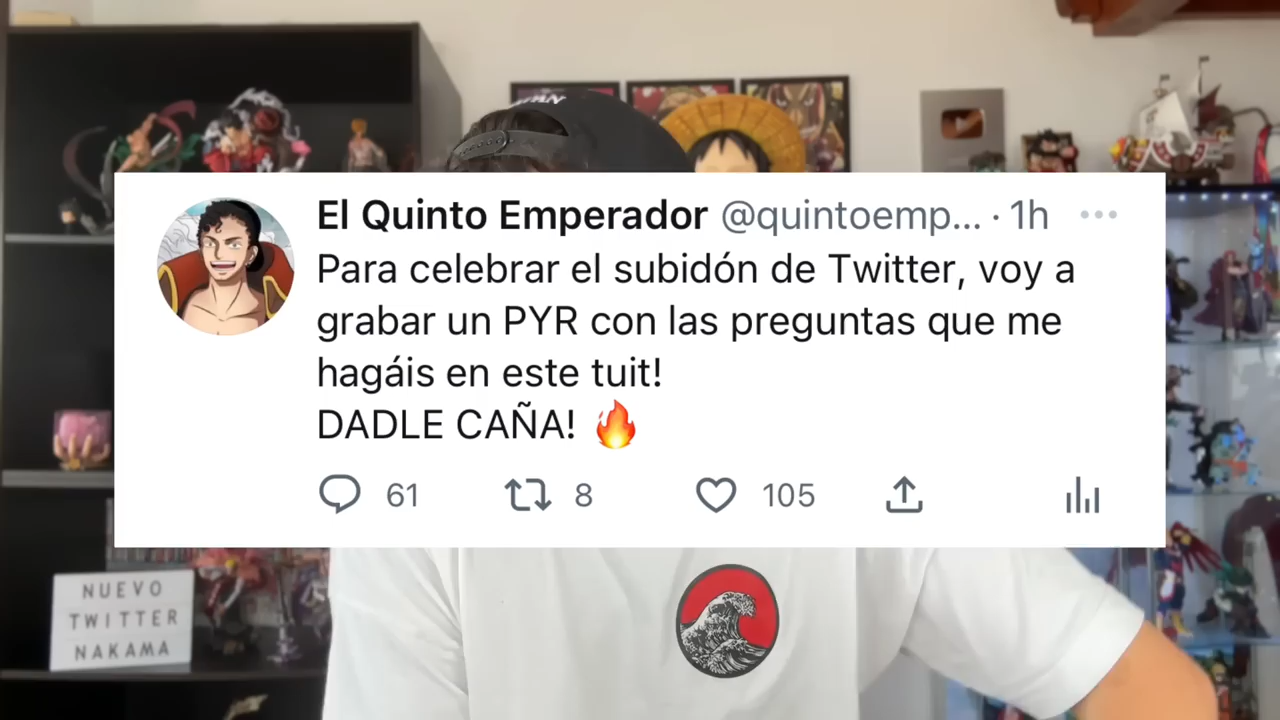 El Quinto Emperador @quintoemp... · 1h
Para celebrar el subidón de Twitter, voy a
grabar un PYR con las preguntas que me
hagáis en este tuit!
DADLE CAÑA! 🔥
61 8 105
NUEVO
TWITTER
NAKAMA